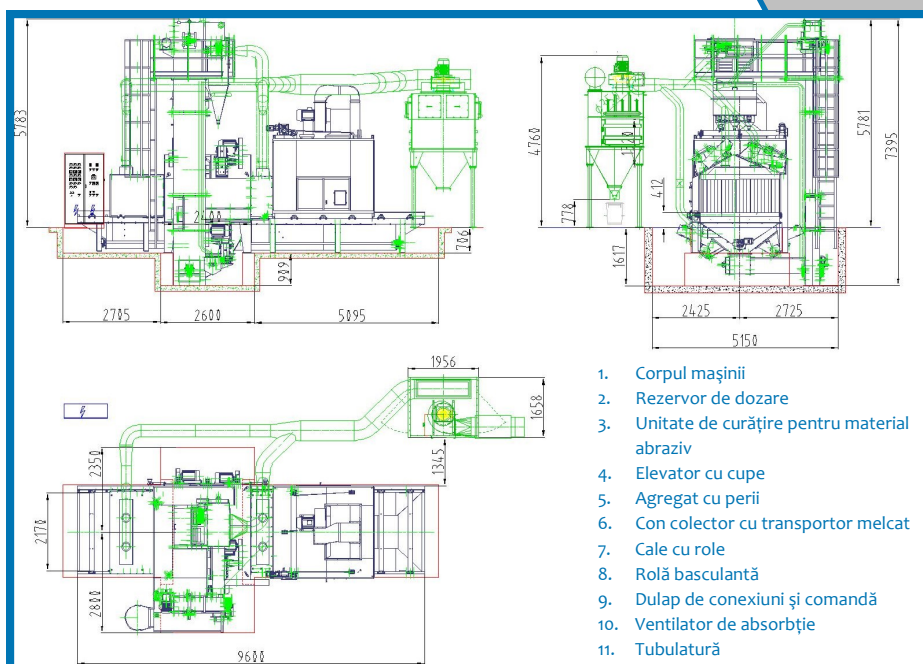 5783
2400
706
909
2705
2600
5095
4760
778
412
1617
5781
7395
2425
2725
5150
1956
1658
1345
2350
2170
2800
9600
1. Corpul mașinii
2. Rezervor de dozare
3. Unitate de curățire pentru material
abraziv
4. Elevator cu cupe
5. Agregat cu perii
6. Con colector cu transportor melcat
7. Cale cu role
8. Rolă basculantă
9. Dulap de conexiuni și comandă
10. Ventilator de absorbție
11. Tubulatură